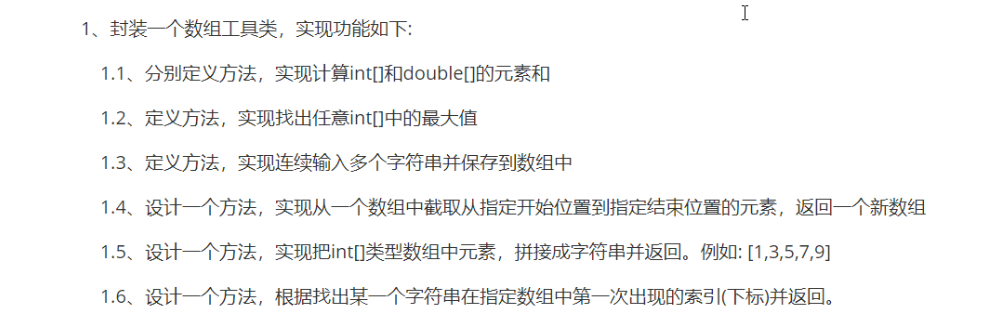 1、封装一个数组工具类，实现功能如下:
1.1、分别定义方法，实现计算int[]和double[]的元素和
1.2、定义方法，实现找出任意int[]中的最大值
1.3、定义方法，实现连续输入多个字符串并保存到数组中
1.4、设计一个方法，实现从一个数组中截取从指定开始位置到指定结束位置的元素，返回一个新数组
1.5、设计一个方法，实现把int[]类型数组中元素，拼接成字符串并返回。例如: [1,3,5,7,9]
1.6、设计一个方法，根据找出某一个字符串在指定数组中第一次出现的索引(下标)并返回。